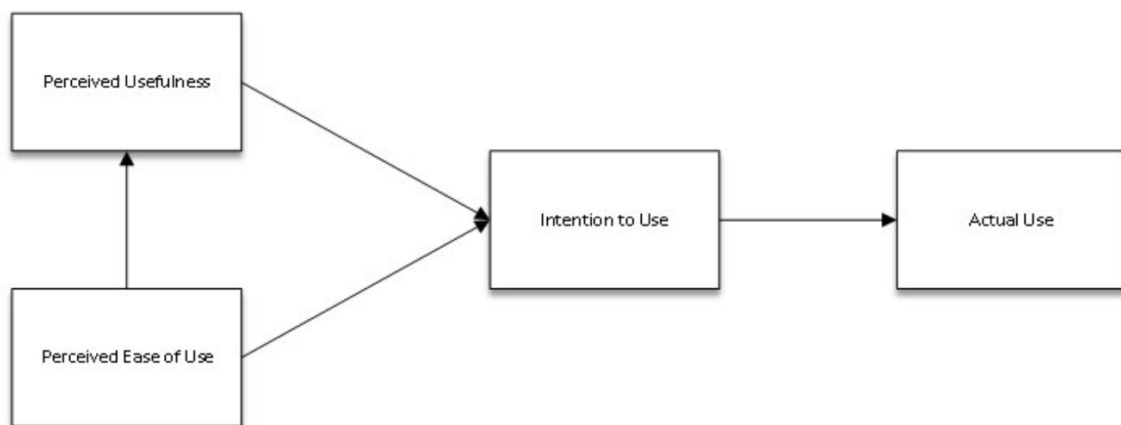 Perceived Usefulness
Intention to Use
Actual Use
Perceived Ease of Use